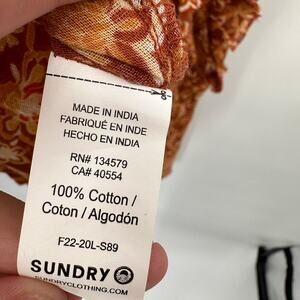 MADE IN INDIA
FABRIQUÉ EN INDE
HECHO EN INDIA
RN# 134579
CA# 40554
100% Cotton /
Coton / Algodón
F22-20L-S89
SUNDRY
SUNDRYCLOTHING.COM